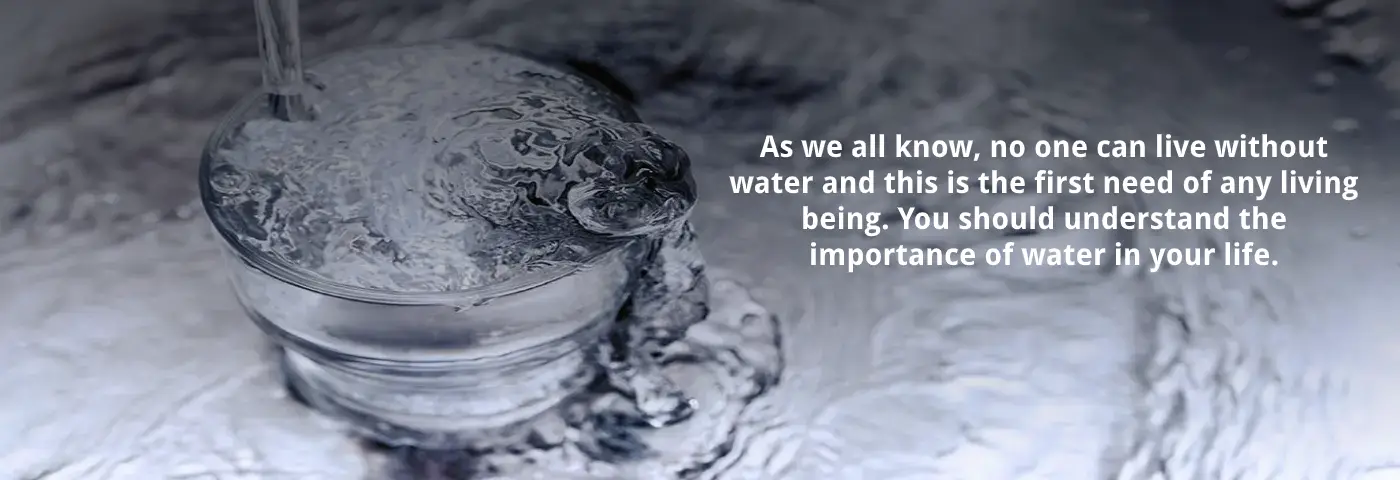 As we all know, no one can live without
water and this is the first need of any living
being. You should understand the
importance of water in your life.